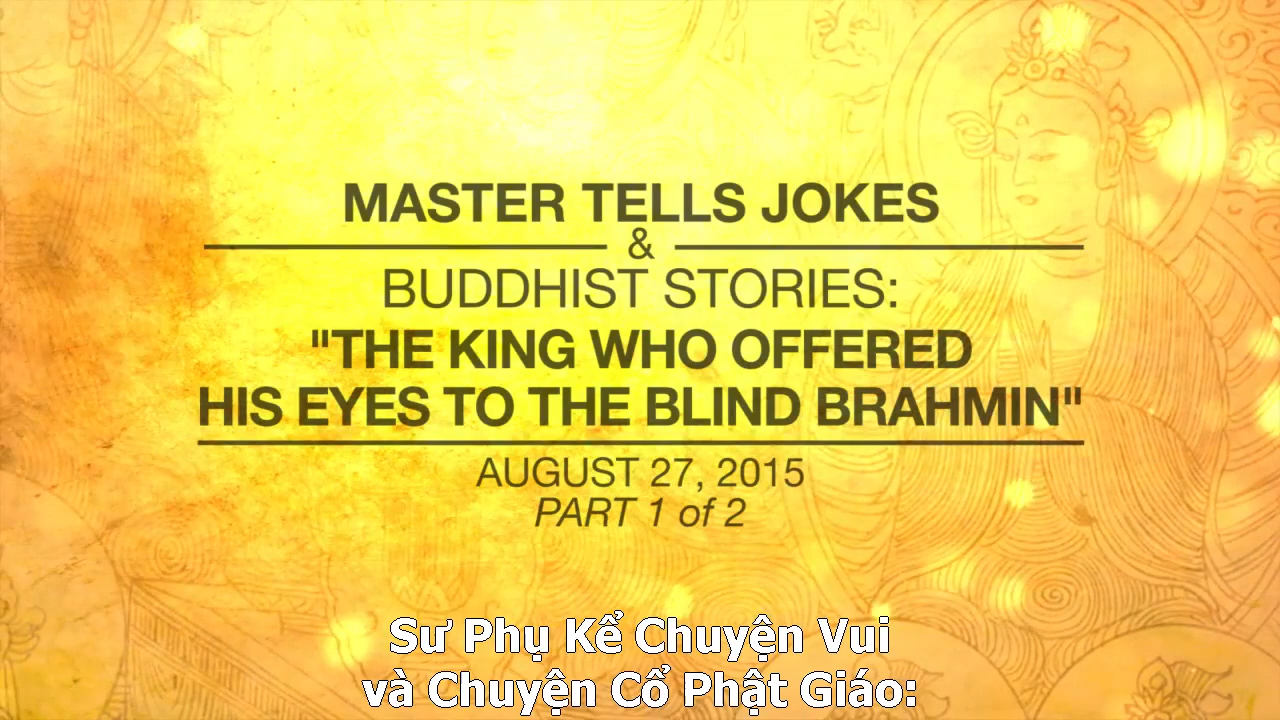 MASTER TELLS JOKES
&
BUDDHIST STORIES:
"THE KING WHO OFFERED
HIS EYES TO THE BLIND BRAHMIN"
AUGUST 27, 2015
PART 1 of 2
Sư Phụ Kể Chuyện Vui
và Chuyện Cổ Phật Giáo: